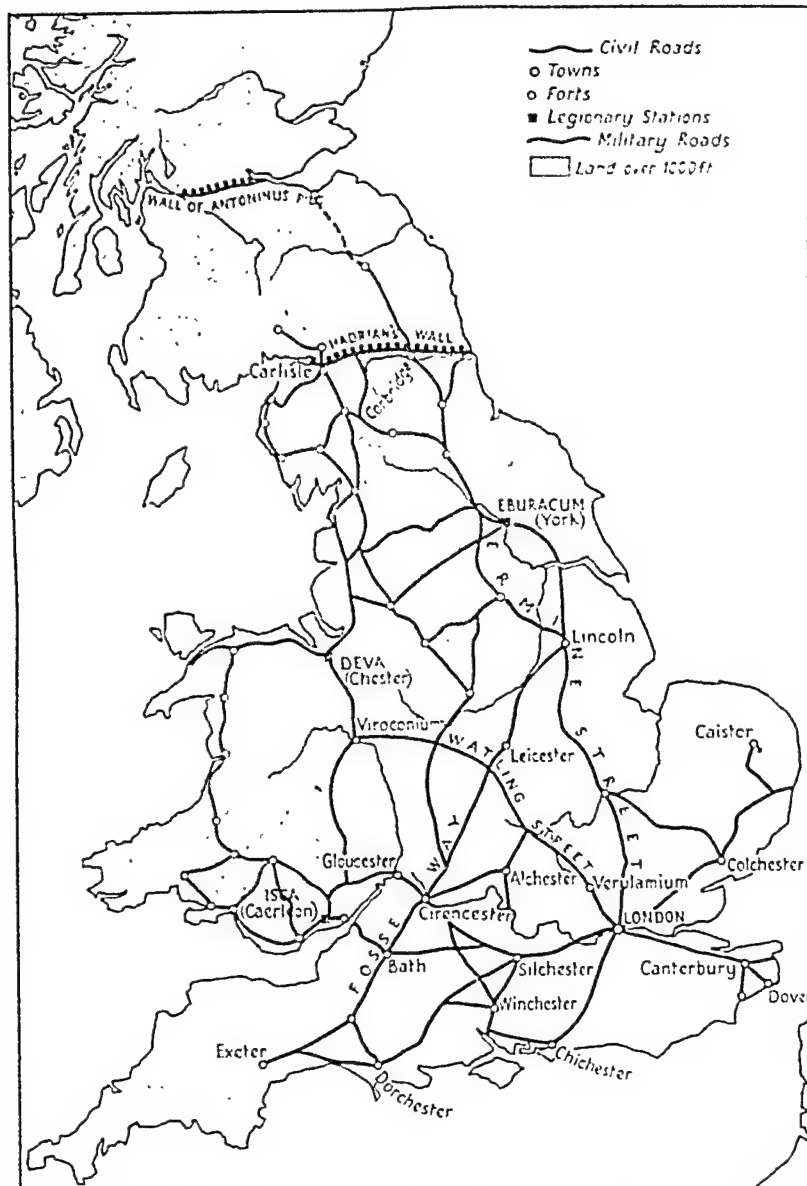 Civil Roads
Towns
Forts
Legionary Stations
Military Roads
Land over 1000ft
WALL OF ANTONINUS
HADRIAN'S WALL
Carlisle
EBURACUM
(York)
ERMINE STREET
Lincoln
DEVA
(Chester)
Viroconium
WATLING STREET
Leicester
Caister
FOSSE WAY
Gloucester
Alchester
Verulamium
Colchester
ISCA
(Caerleon)
Cirencester
LONDON
Bath
Silchester
Canterbury
Winchester
Dover
Exeter
Dorchester
Chichester